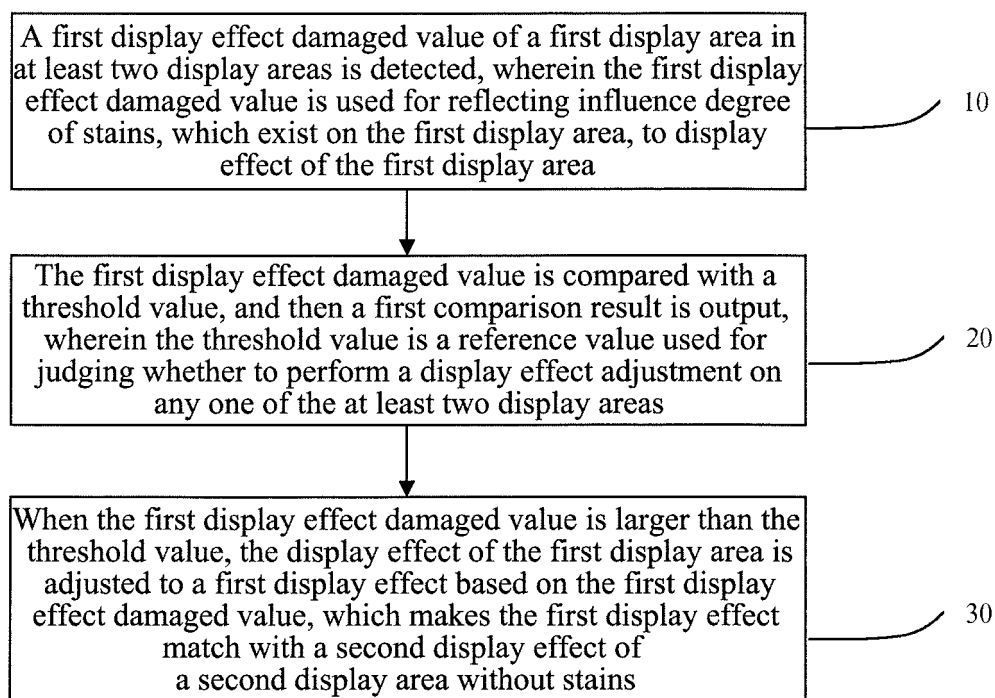 A first display effect damaged value of a first display area in
at least two display areas is detected, wherein the first display
effect damaged value is used for reflecting influence degree
of stains, which exist on the first display area, to display
effect of the first display area
10
The first display effect damaged value is compared with a
threshold value, and then a first comparison result is output,
wherein the threshold value is a reference value used for
judging whether to perform a display effect adjustment on
any one of the at least two display areas
20
When the first display effect damaged value is larger than the
threshold value, the display effect of the first display area is
adjusted to a first display effect based on the first display
effect damaged value, which makes the first display effect
match with a second display effect of
a second display area without stains
30